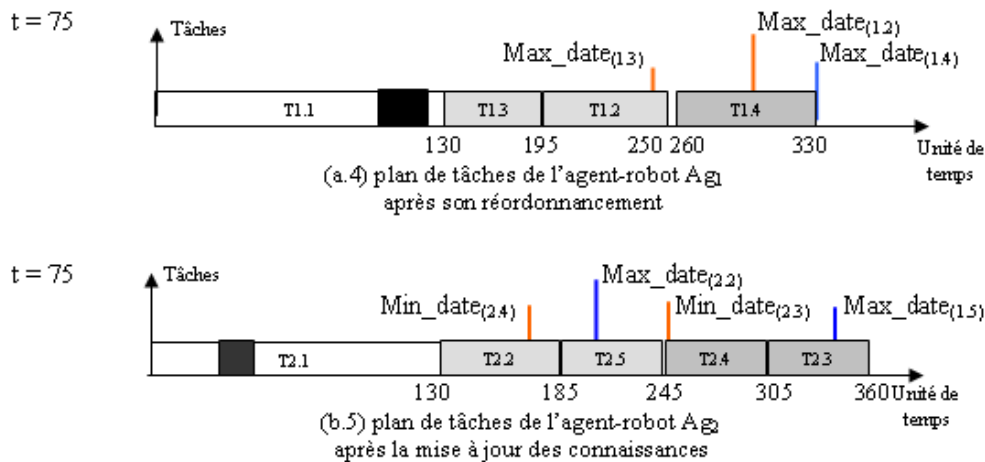 t = 75
Tâches
Max_date(1.2)
Max_date(1.3)
Max_date(1.4)
T1.1
T1.3
T1.2
T1.4
130
195
250
260
330
Unité de
temps
(a.4) plan de tâches de l'agent-robot Ag1
après son réordonnancement
t = 75
Tâches
Max_date(2.2)
Min_date(2.4)
Min_date(2.3)
Max_date(1.5)
T2.1
T2.2
T2.5
T2.4
T2.3
130
185
245
305
360
Unité de
temps
(b.5) plan de tâches de l'agent-robot Ag2
après la mise à jour des connaissances